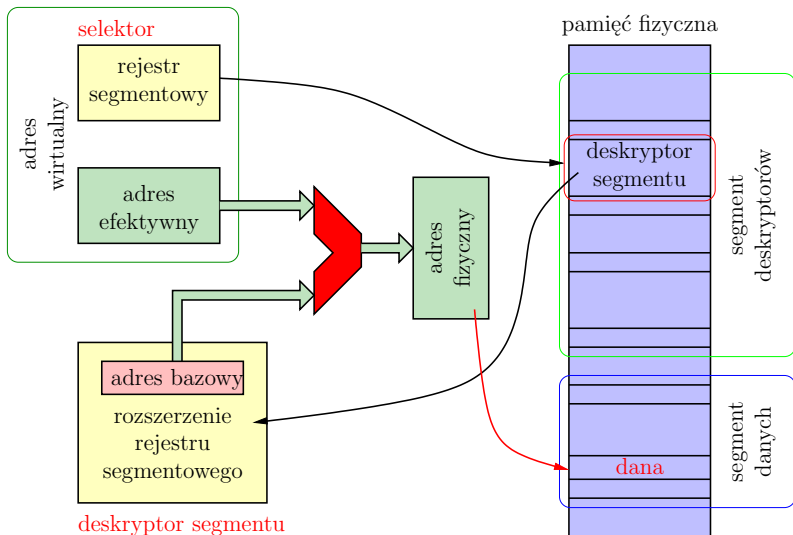 selektor
rejestr
segmentowy
adres
wirtualny
adres
efektywny
adres
fizyczny
adres bazowy
rozszerzenie
rejestru
segmentowego
deskryptor segmentu
pamięć fizyczna
deskryptor
segmentu
segment
deskryptorów
dana
segment
danych